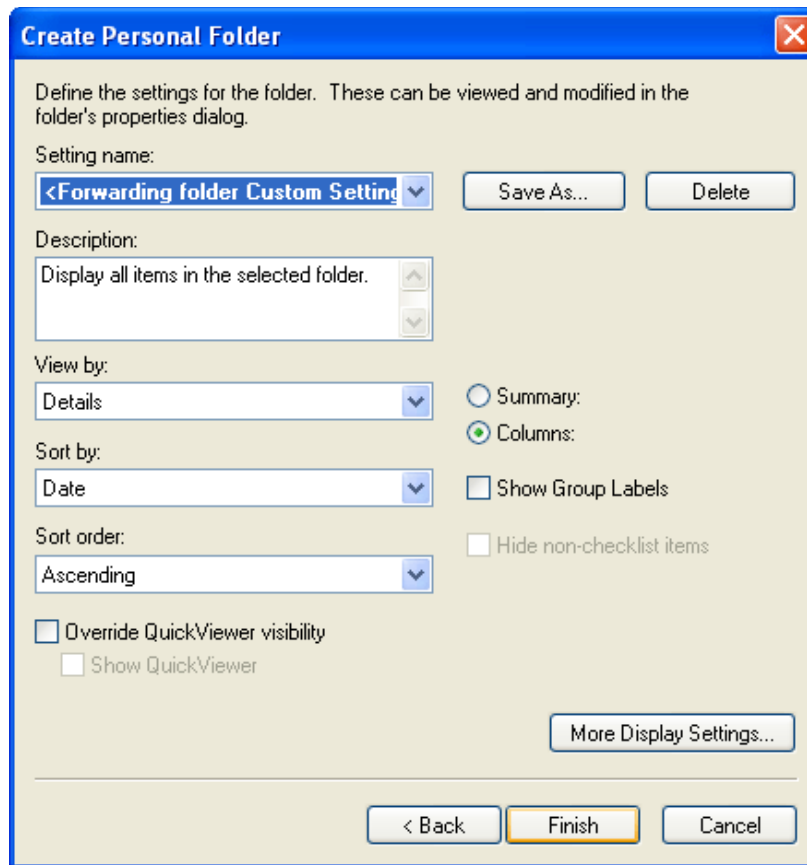 Create Personal Folder
Define the settings for the folder.  These can be viewed and modified in the
folder's properties dialog.
Setting name:
<Forwarding folder Custom Setting
Save As...
Delete
Description:
Display all items in the selected folder.
View by:
Details
Summary:
Columns:
Sort by:
Date
Show Group Labels
Sort order:
Hide non-checklist items
Ascending
Override QuickViewer visibility
Show QuickViewer
More Display Settings...
< Back
Finish
Cancel